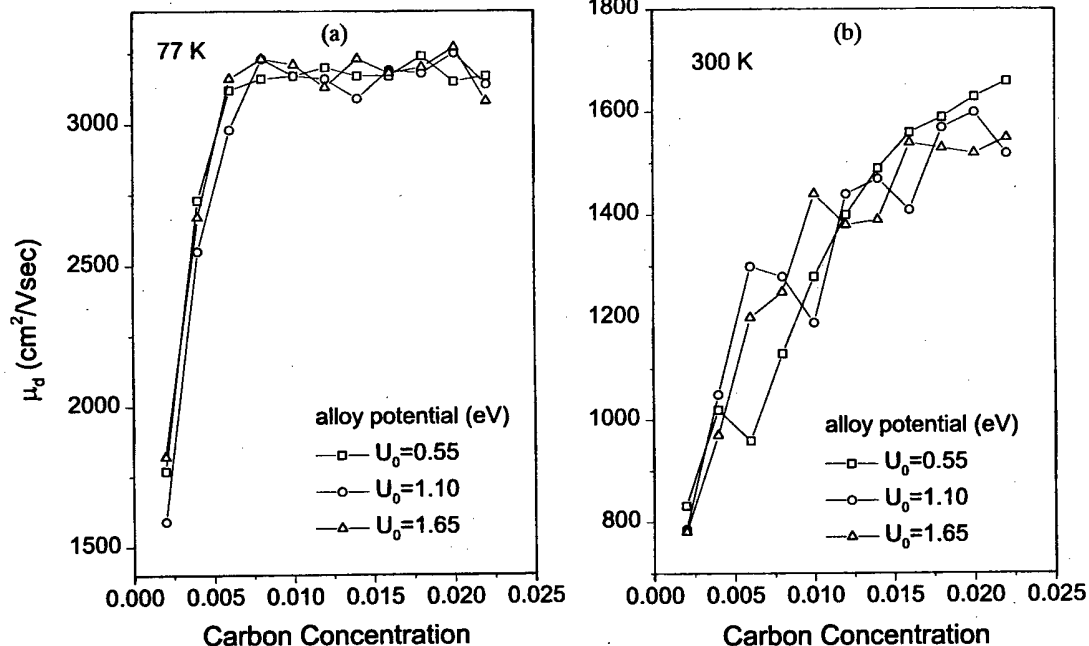 (a)
77 K
3000
2500
2000
1500
μd (cm²/Vsec)
alloy potential (eV)
U₀=0.55
U₀=1.10
U₀=1.65
0.000 0.005 0.010 0.015 0.020 0.025
Carbon Concentration
(b)
300 K
1800
1600
1400
1200
1000
800
alloy potential (eV)
U₀=0.55
U₀=1.10
U₀=1.65
0.000 0.005 0.010 0.015 0.020 0.025
Carbon Concentration